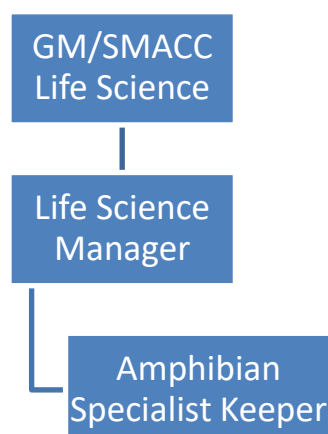 GM/SMACC
Life Science
Life Science
Manager
Amphibian
Specialist Keeper